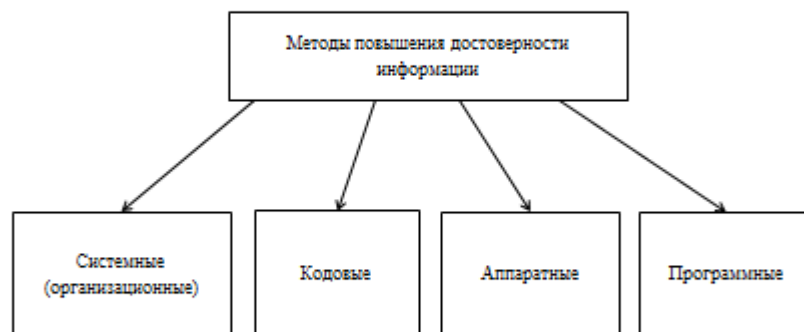 Методы повышения достоверности
информации
Системные
(организационные)
Кодовые
Аппаратные
Программные